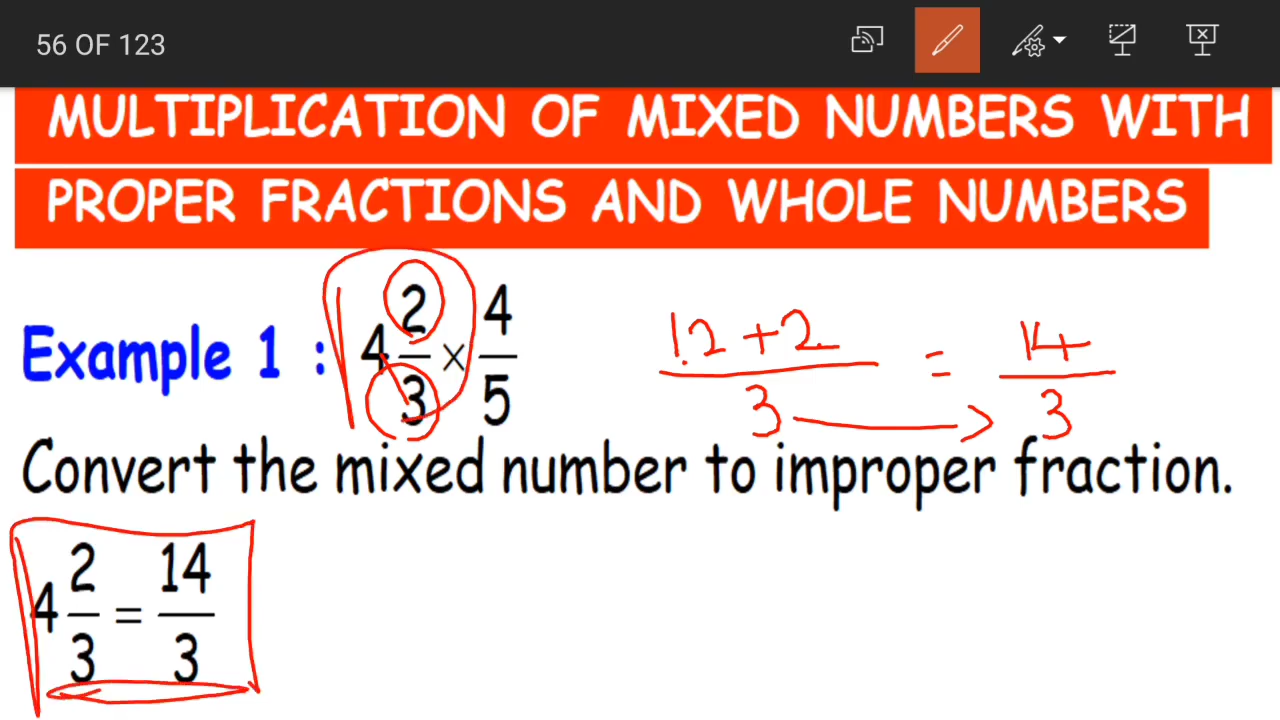 56 OF 123
MULTIPLICATION OF MIXED NUMBERS WITH
PROPER FRACTIONS AND WHOLE NUMBERS
Example 1 : 4 2/3 × 4/5
12 + 2 / 3 = 14 / 3
Convert the mixed number to improper fraction.
4 2/3 = 14/3